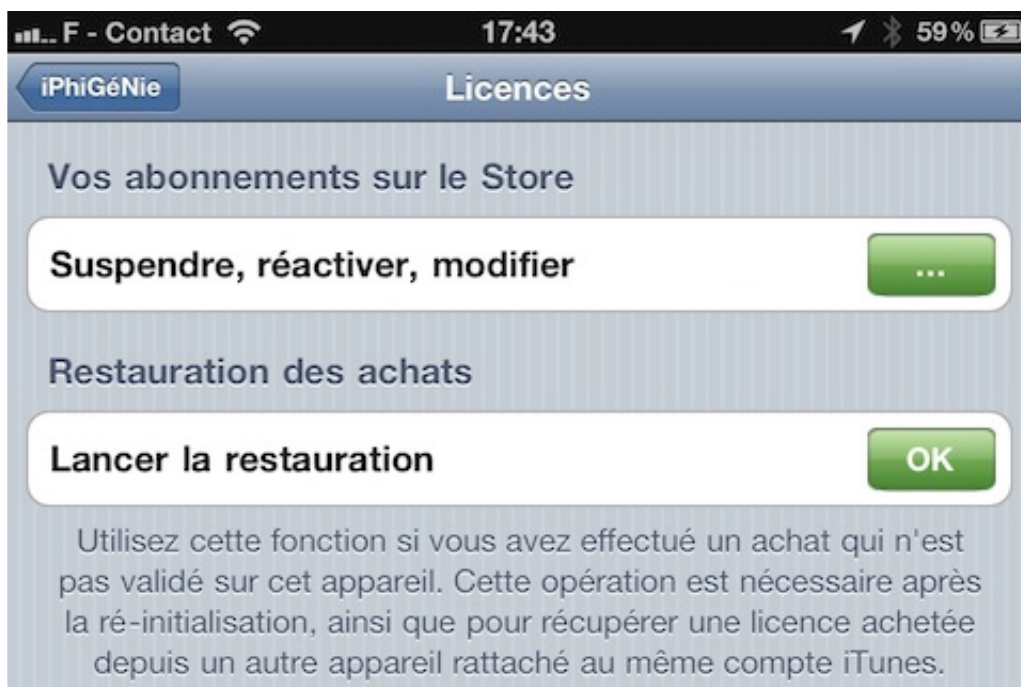 F - Contact 17:43 59%
iPhiGéNie Licences
Vos abonnements sur le Store
Suspendre, réactiver, modifier ...
Restauration des achats
Lancer la restauration OK
Utilisez cette fonction si vous avez effectué un achat qui n'est
pas validé sur cet appareil. Cette opération est nécessaire après
la ré-initialisation, ainsi que pour récupérer une licence achetée
depuis un autre appareil rattaché au même compte iTunes.